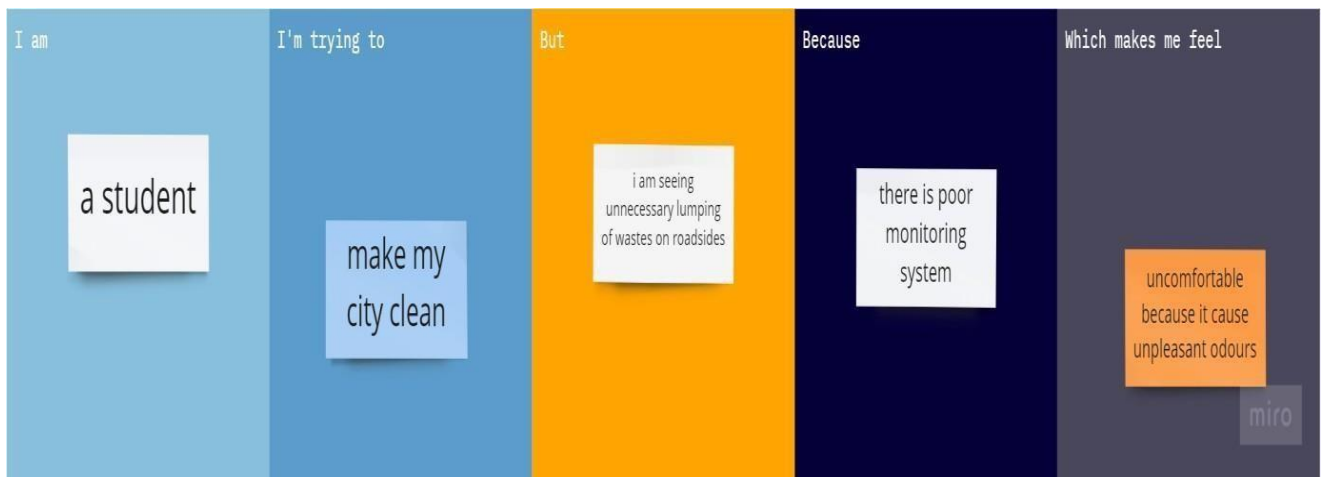 I am
a student
I'm trying to
make my
city clean
But
i am seeing
unnecessary lumping
of wastes on roadsides
Because
there is poor
monitoring
system
Which makes me feel
uncomfortable
because it cause
unpleasant odours
miro